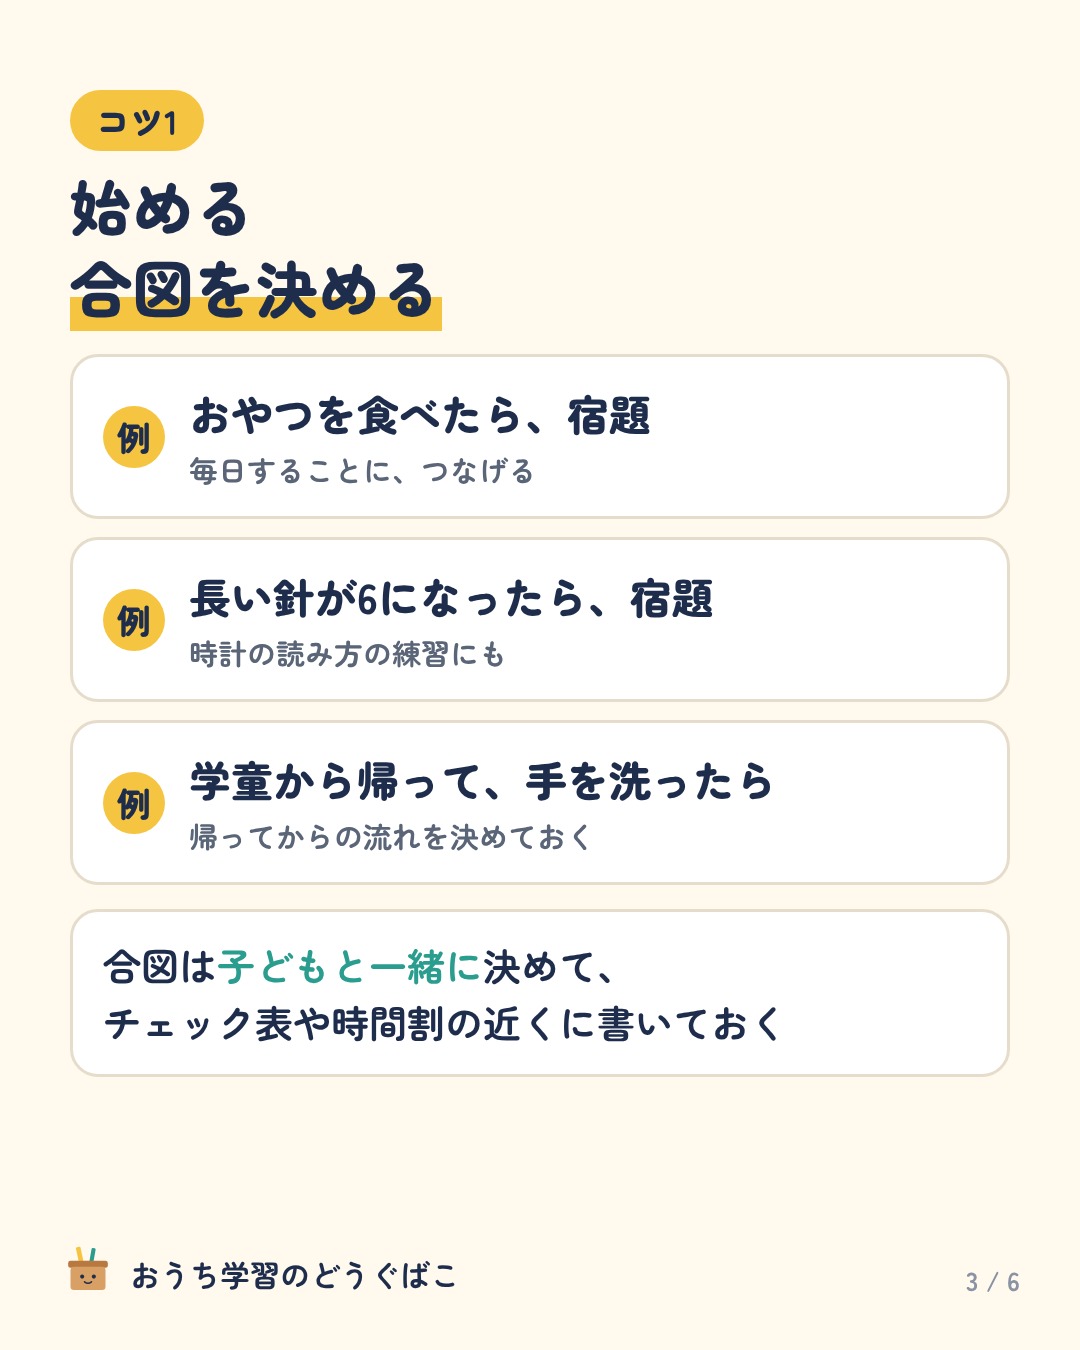 コツ1
始める
合図を決める
例
おやつを食べたら、宿題
毎日することに、つなげる
例
長い針が6になったら、宿題
時計の読み方の練習にも
例
学童から帰って、手を洗ったら
帰ってからの流れを決めておく
合図は子どもと一緒に決めて、
チェック表や時間割の近くに書いておく
おうち学習のどうぐばこ
3 / 6